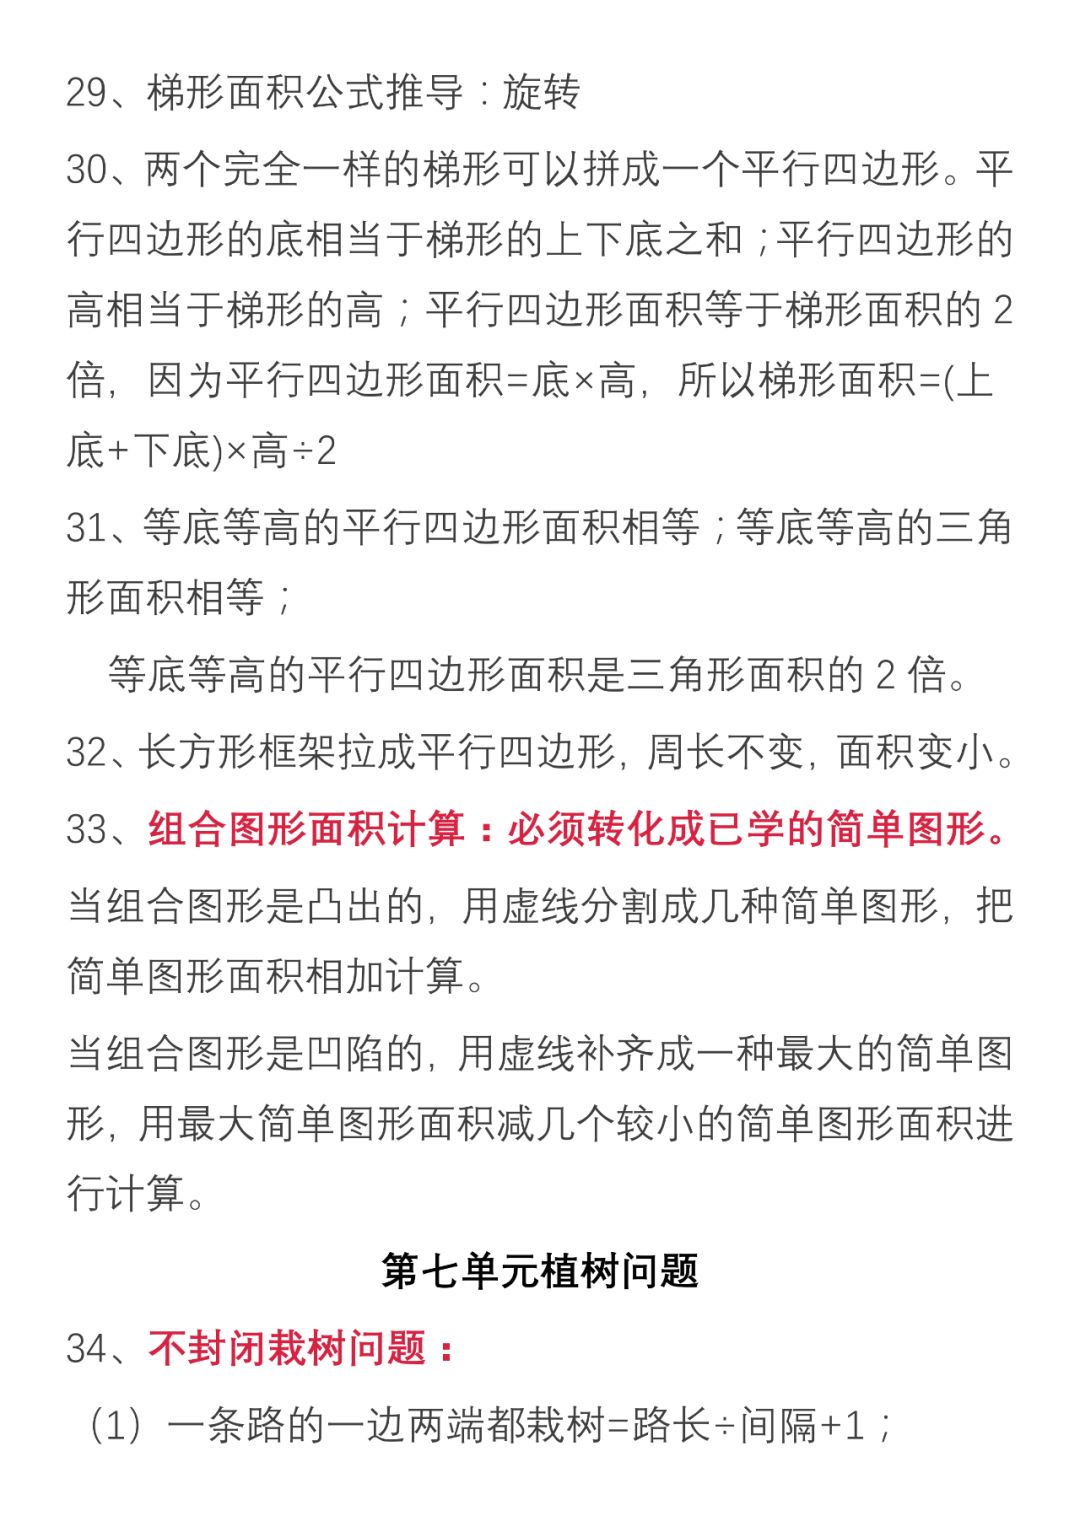 29、梯形面积公式推导：旋转
30、两个完全一样的梯形可以拼成一个平行四边形。平
行四边形的底相当于梯形的上下底之和；平行四边形的
高相当于梯形的高；平行四边形面积等于梯形面积的 2
倍，因为平行四边形面积=底×高，所以梯形面积=(上
底+下底)×高÷2
31、等底等高的平行四边形面积相等；等底等高的三角
形面积相等；
等底等高的平行四边形面积是三角形面积的 2 倍。
32、长方形框架拉成平行四边形，周长不变，面积变小。
33、组合图形面积计算：必须转化成已学的简单图形。
当组合图形是凸出的，用虚线分割成几种简单图形，把
简单图形面积相加计算。
当组合图形是凹陷的，用虚线补齐成一种最大的简单图
形，用最大简单图形面积减几个较小的简单图形面积进
行计算。
第七单元植树问题
34、不封闭栽树问题：
（1）一条路的一边两端都栽树=路长÷间隔+1；